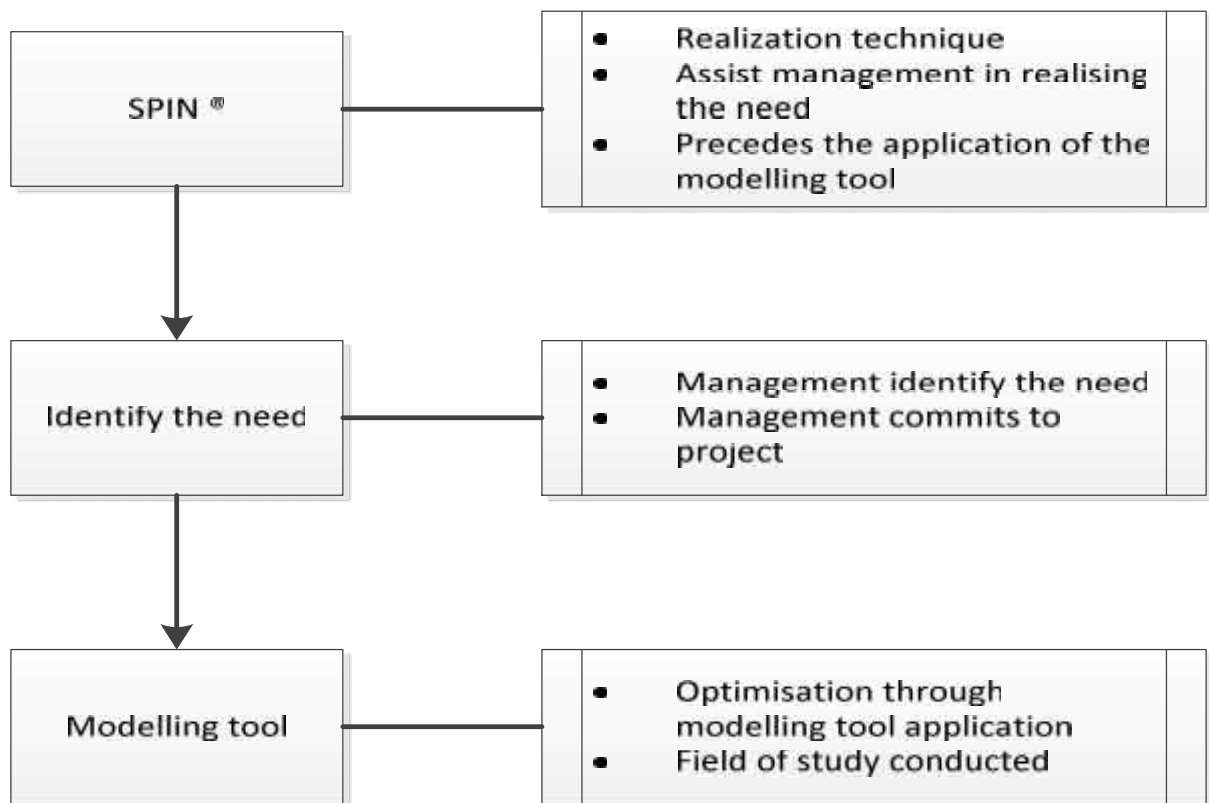 SPIN ®
• Realization technique
• Assist management in realising
the need
• Precedes the application of the
modelling tool
Identify the need
• Management identify the need
• Management commits to
project
Modelling tool
• Optimisation through
modelling tool application
• Field of study conducted